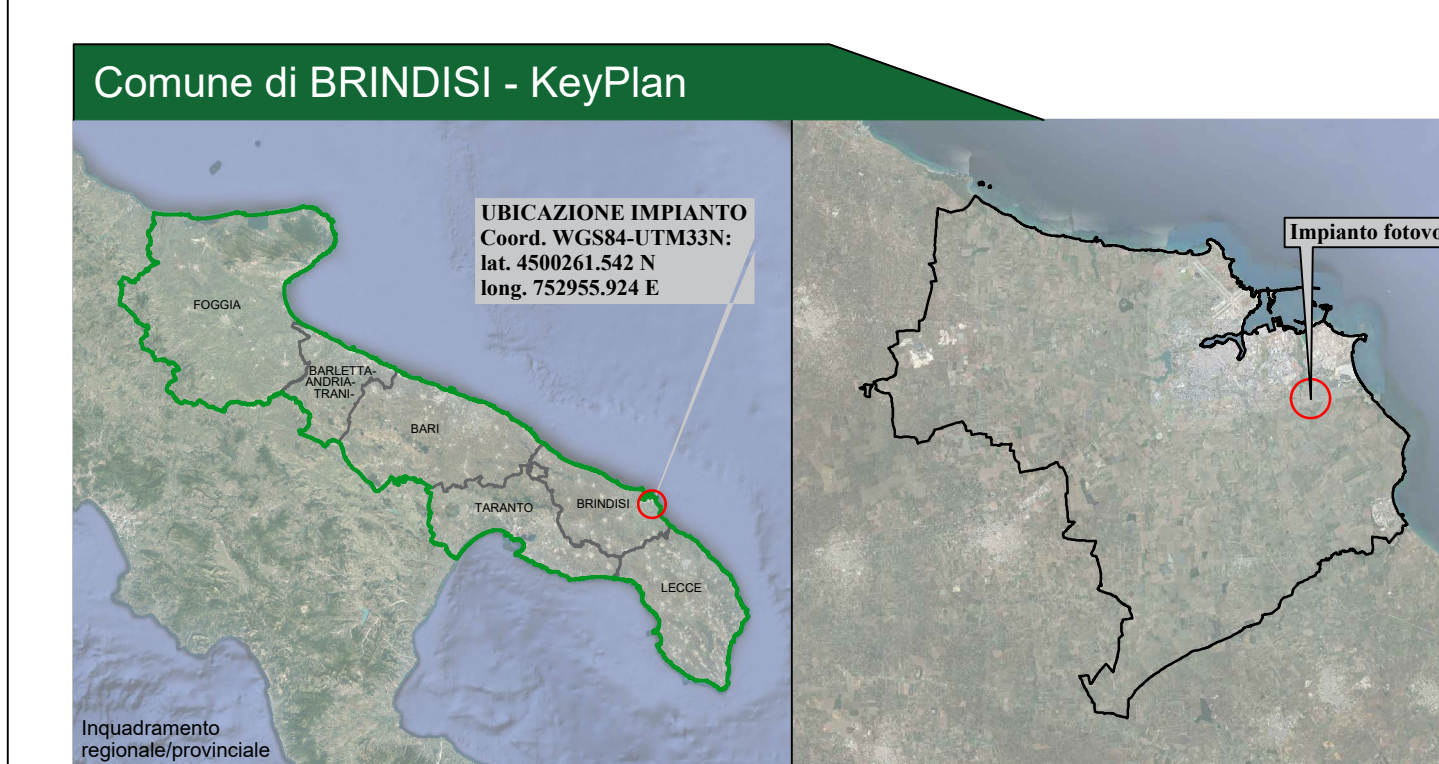 Comune di BRINDISI - KeyPlan
UBICAZIONE IMPIANTO
Coord. WGS84-UTM33N:
lat. 4500261.542 N
long. 752955.924 E
FOGGIA
BARLETTA-
ANDRIA-
TRANI-
BARI
TARANTO
BRINDISI
LECCE
Inquadramento
regionale/provinciale
Impianto fotovo